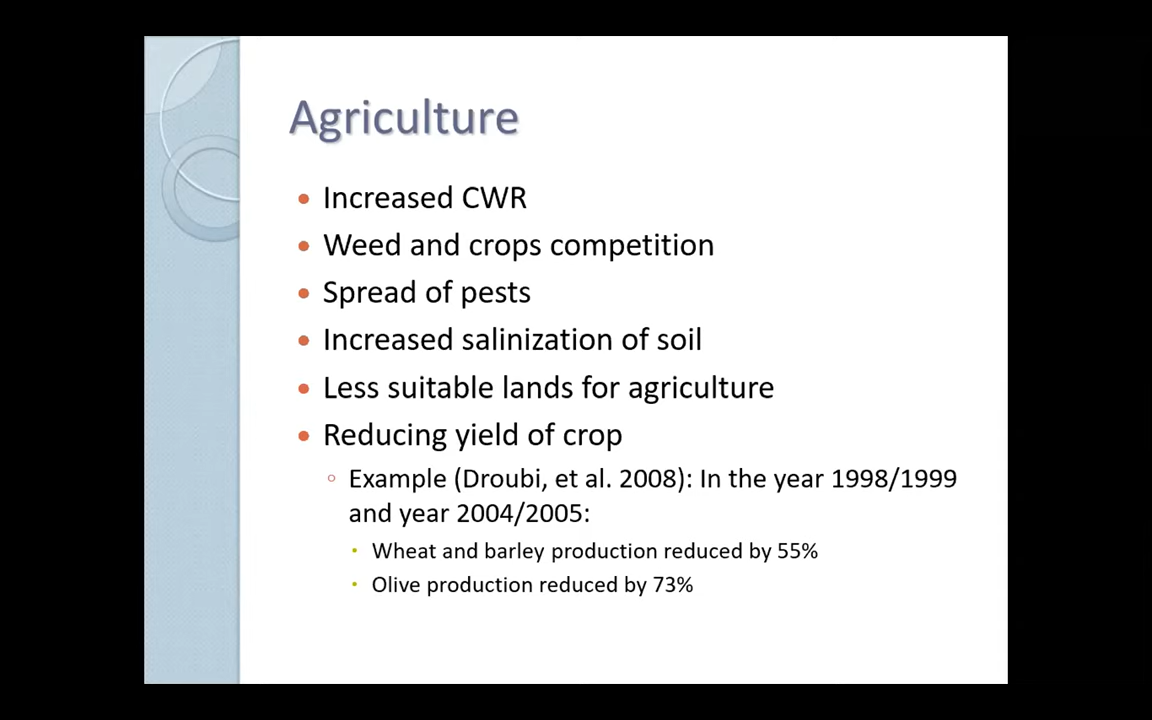 Agriculture
Increased CWR
Weed and crops competition
Spread of pests
Increased salinization of soil
Less suitable lands for agriculture
Reducing yield of crop
Example (Droubi, et al. 2008): In the year 1998/1999
and year 2004/2005:
Wheat and barley production reduced by 55%
Olive production reduced by 73%